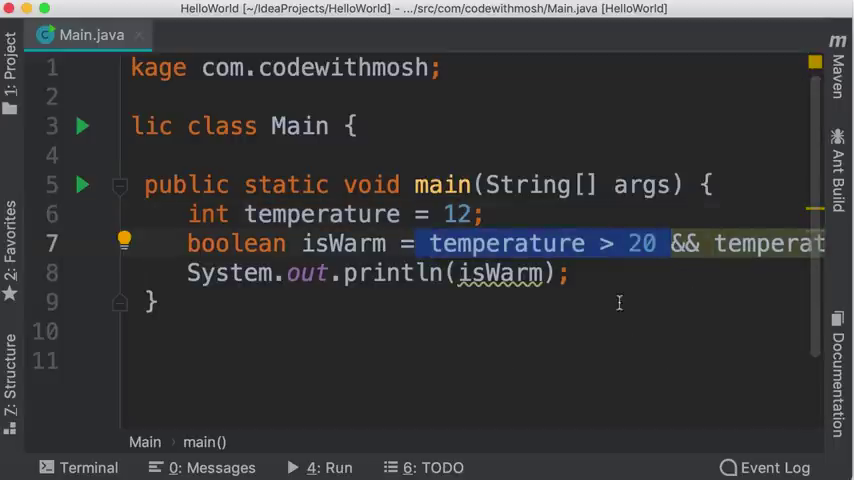 HelloWorld [~/IdeaProjects/HelloWorld] - .../src/com/codewithmosh/Main.java [HelloWorld]
Main.java
1: Project
2: Favorites
7: Structure
1 kage com.codewithmosh;
2
3 lic class Main {
4
5 public static void main(String[] args) {
6 int temperature = 12;
7 boolean isWarm = temperature > 20 && temperat
8 System.out.println(isWarm);
9 }
10
11
m Maven
Ant Build
Documentation
Main main()
Terminal 0: Messages 4: Run 6: TODO Event Log